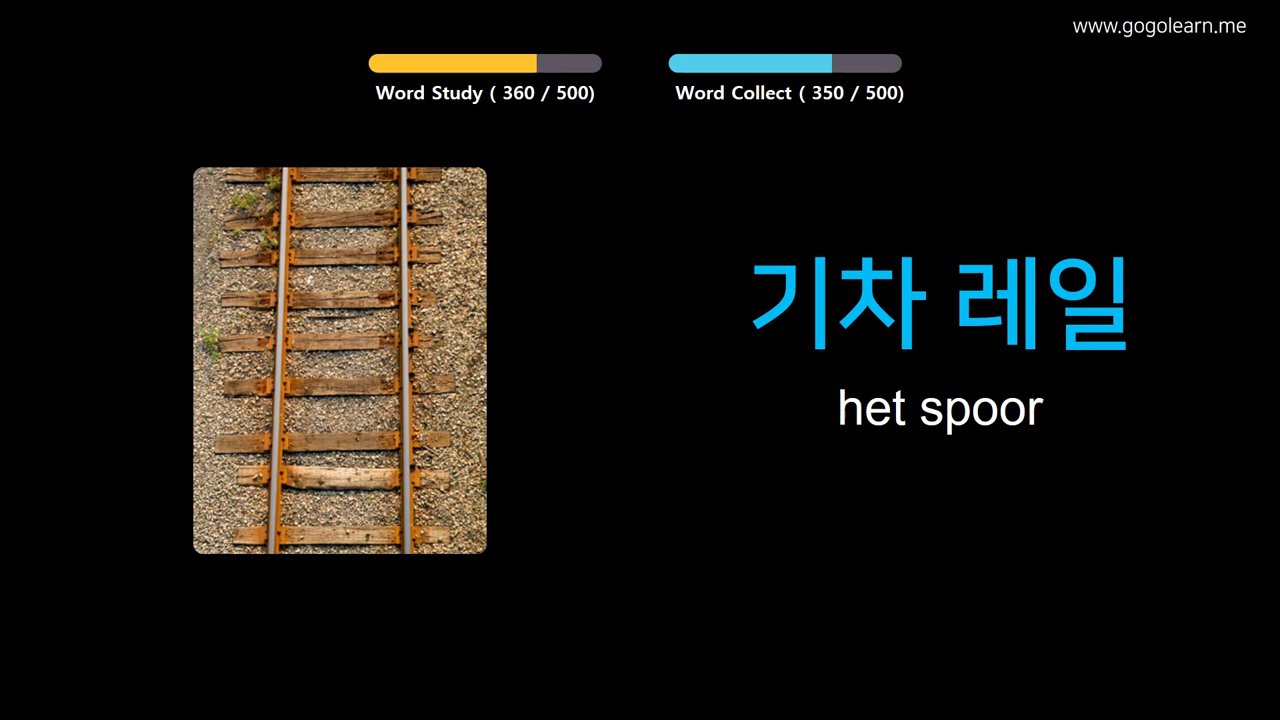 www.gogolearn.me
Word Study ( 360 / 500)
Word Collect ( 350 / 500)
기차 레일
het spoor